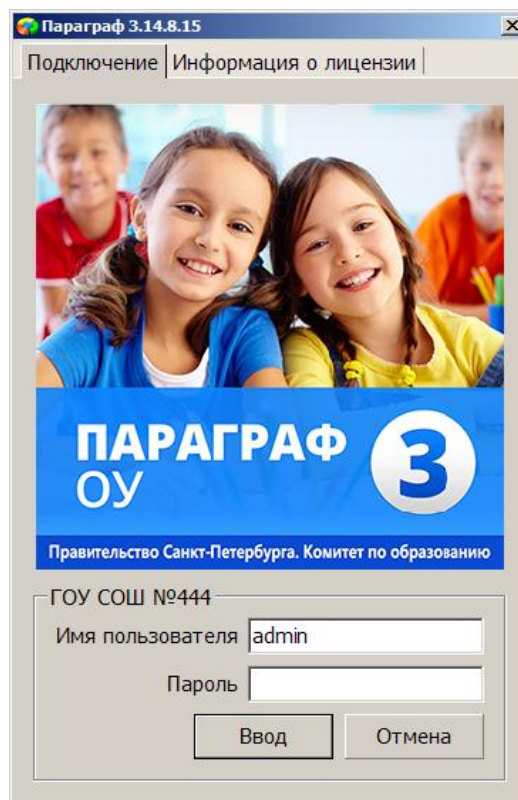 Параграф 3.14.8.15
Подключение Информация о лицензии
ПАРАГРАФ
ОУ
3
Правительство Санкт-Петербурга. Комитет по образованию
ГОУ СОШ №444
Имя пользователя admin
Пароль
Ввод Отмена